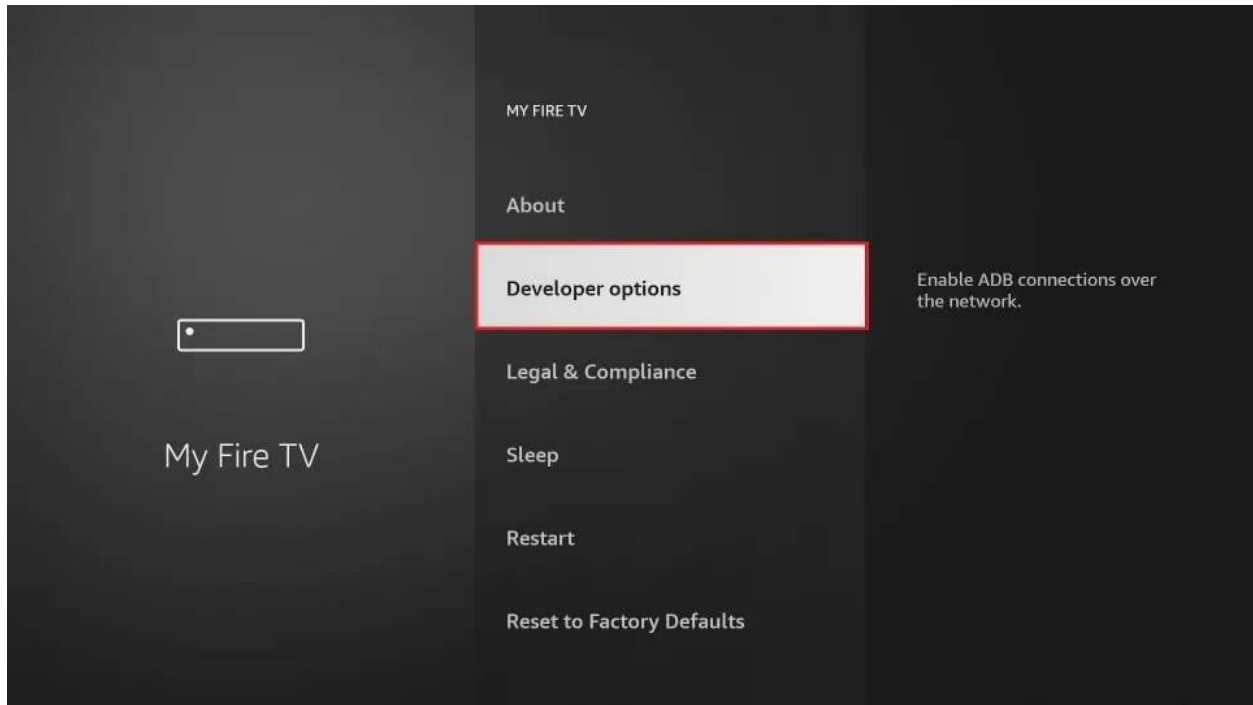 MY FIRE TV
About
Developer options
Enable ADB connections over
the network.
Legal & Compliance
My Fire TV
Sleep
Restart
Reset to Factory Defaults